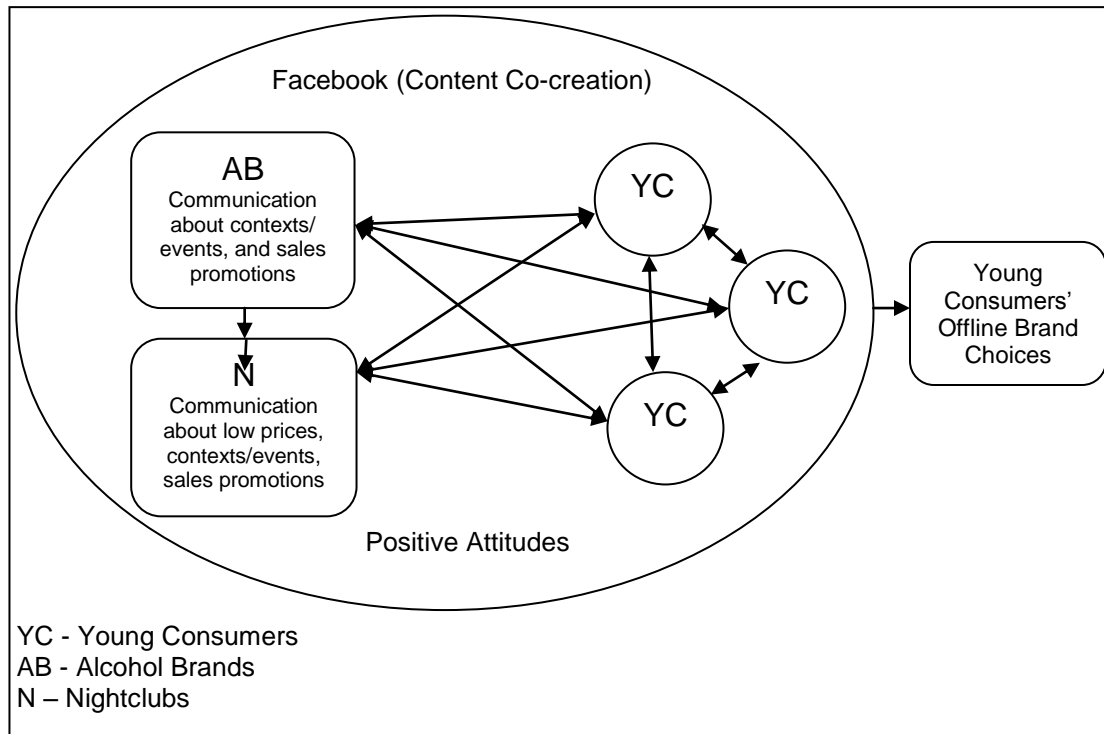 Facebook (Content Co-creation)
AB
Communication
about contexts/
events, and sales
promotions
N
Communication
about low prices,
contexts/events,
sales promotions
YC
YC
YC
Young
Consumers’
Offline Brand
Choices
Positive Attitudes
YC - Young Consumers
AB - Alcohol Brands
N – Nightclubs